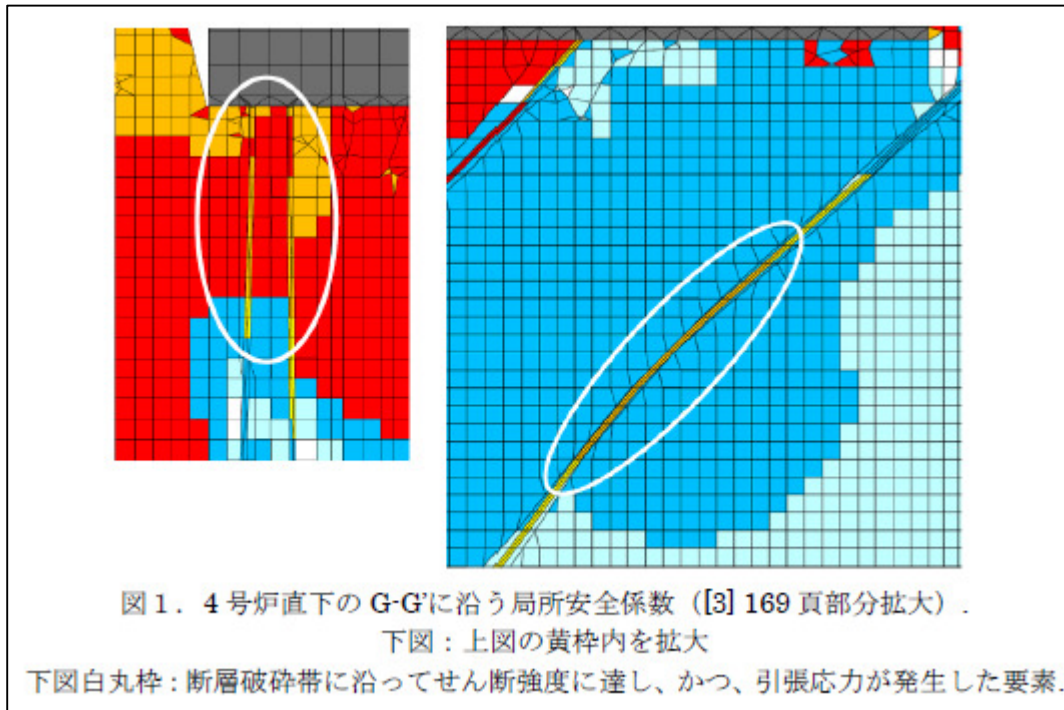 図1. 4号炉直下の G-G'に沿う局所安全係数（[3] 169 頁部分拡大）.
下図：上図の黄枠内を拡大
下図白丸枠：断層破砕帯に沿ってせん断強度に達し、かつ、引張応力が発生した要素.